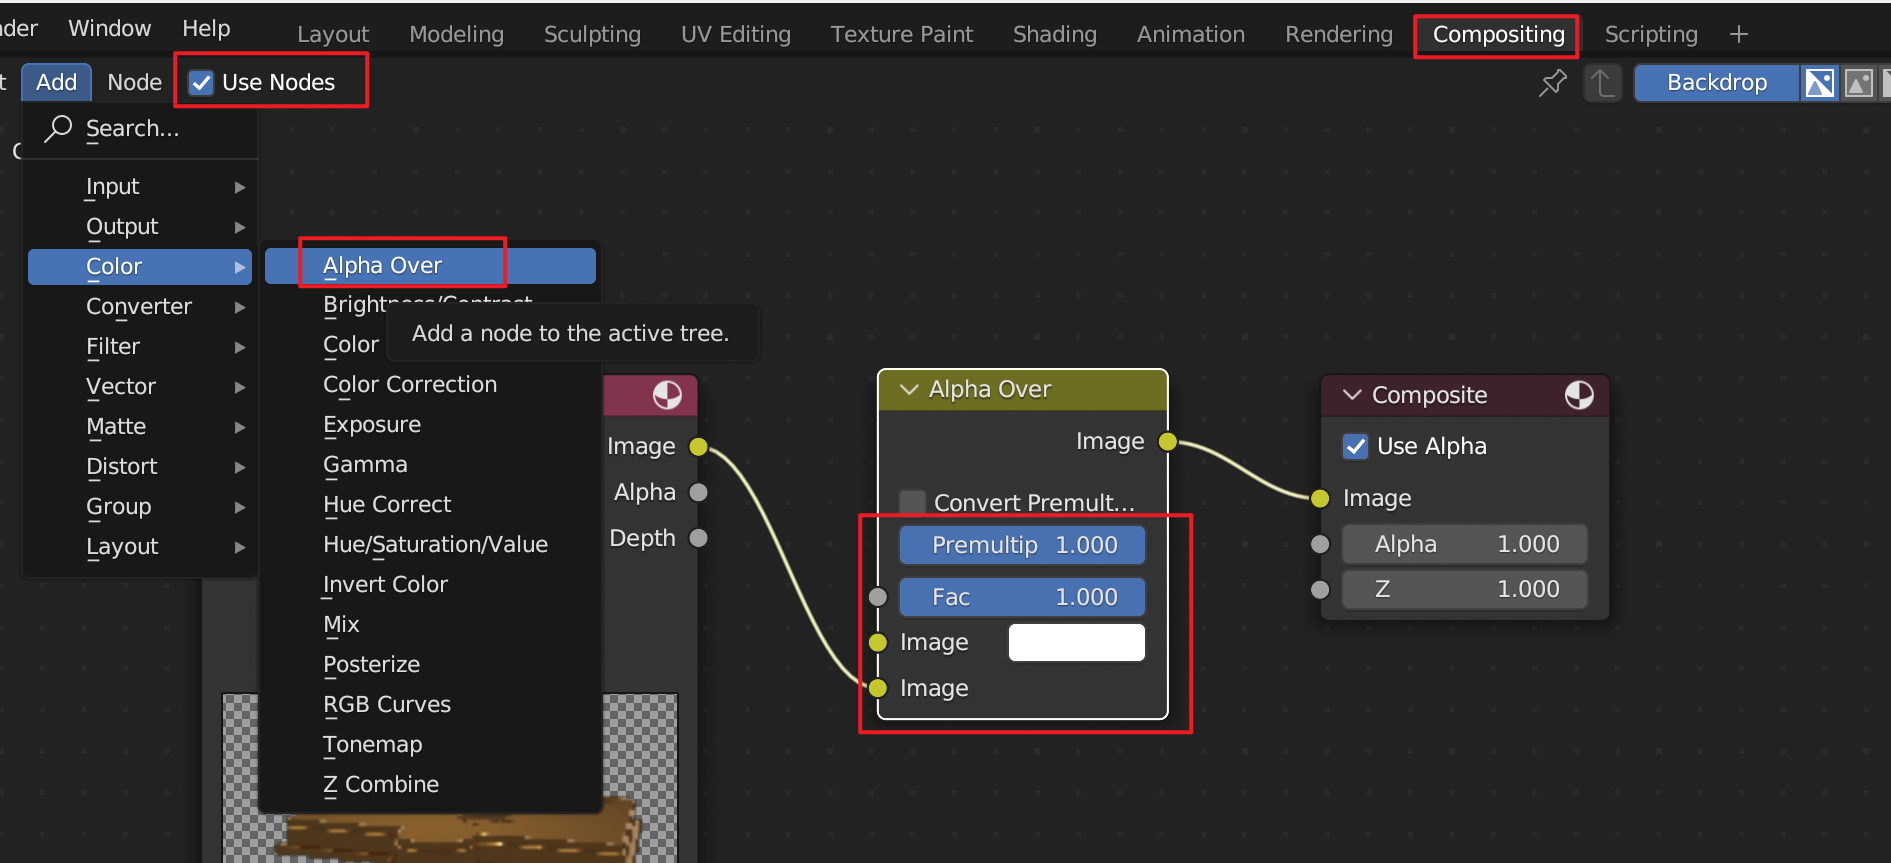 der Window Help Layout Modeling Sculpting UV Editing Texture Paint Shading Animation Rendering Compositing Scripting +
t Add Node Use Nodes Backdrop
Search...
Input
Output
Color
Converter
Filter
Vector
Matte
Distort
Group
Layout
Alpha Over
Brightness/Contrast
Add a node to the active tree.
Color
Color Correction
Exposure
Gamma
Hue Correct
Hue/Saturation/Value
Invert Color
Mix
Posterize
RGB Curves
Tonemap
Z Combine
Image
Alpha
Depth
Alpha Over
Image
Convert Premult...
Premultip 1.000
Fac 1.000
Image
Image
Composite
Use Alpha
Image
Alpha 1.000
Z 1.000